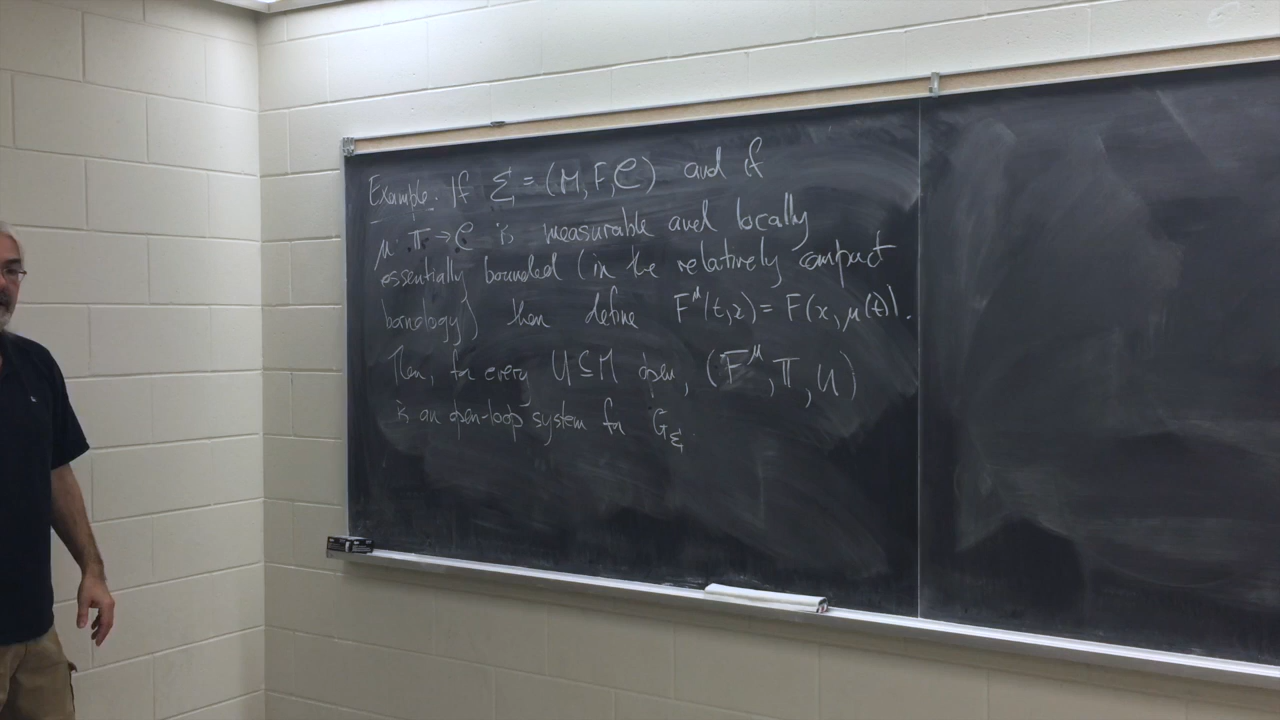 Example. If Σ = (M, F, 𝒞) and if
μ: 𝕋 → 𝒞 is measurable and locally
essentially bounded (in the relatively compact
bornology) then define F^μ(t,x) = F(x, μ(t)).
Then, for every U ⊆ M open, (F^μ, 𝕋, U)
is an open-loop system for G_Σ.